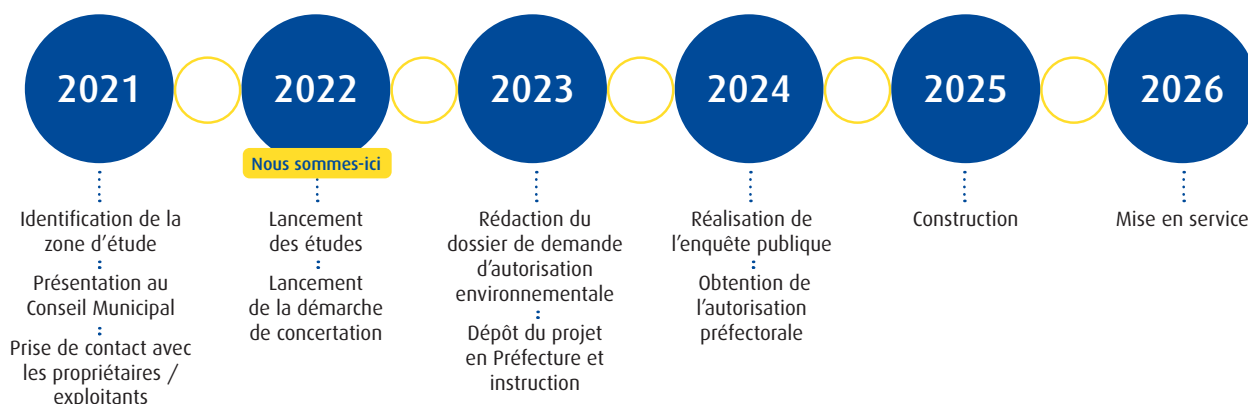 2021
2022
2023
2024
2025
2026
Nous sommes-ici
Identification de la
zone d'étude
Présentation au
Conseil Municipal
Prise de contact avec
les propriétaires /
exploitants
Lancement
des études
Lancement
de la démarche
de concertation
Rédaction du
dossier de demande
d'autorisation
environnementale
Dépôt du projet
en Préfecture et
instruction
Réalisation de
l'enquête publique
Obtention de
l'autorisation
préfectorale
Construction
Mise en service